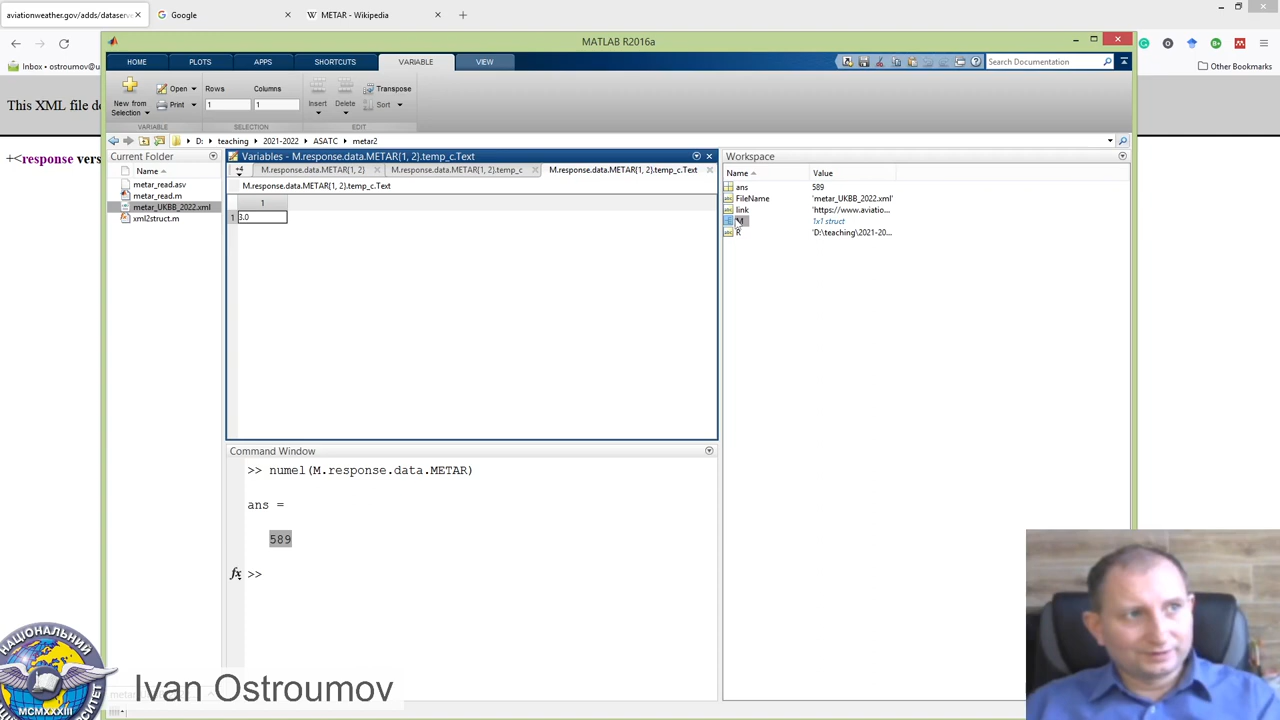 aviationweather.gov/adds/dataserv
Google
METAR - Wikipedia
Inbox • ostroumov@u
Other Bookmarks
This XML file do
+<response vers
MATLAB R2016a
HOME
PLOTS
APPS
SHORTCUTS
VARIABLE
VIEW
Search Documentation
New from
Selection
Open
Print
Rows
Columns
1
1
Insert
Delete
Transpose
Sort
VARIABLE
SELECTION
EDIT
D: teaching 2021-2022 ASATC metar2
Current Folder
Name
metar_read.asv
metar_read.m
metar_UKBB_2022.xml
xml2struct.m
Variables - M.response.data.METAR{1, 2}.temp_c.Text
+4
M.response.data.METAR{1, 2}
M.response.data.METAR{1, 2}.temp_c
M.response.data.METAR{1, 2}.temp_c.Text
M.response.data.METAR{1, 2}.temp_c.Text
1
1 3.0
Command Window
>> numel(M.response.data.METAR)
ans =
589
fx >>
Workspace
Name Value
ans 589
FileName 'metar_UKBB_2022.xml'
link 'https://www.aviatio...
1x1 struct
R 'D:\teaching\2021-20...
НАЦІОНАЛЬНИЙ
MCMXXXIII
Ivan Ostroumov